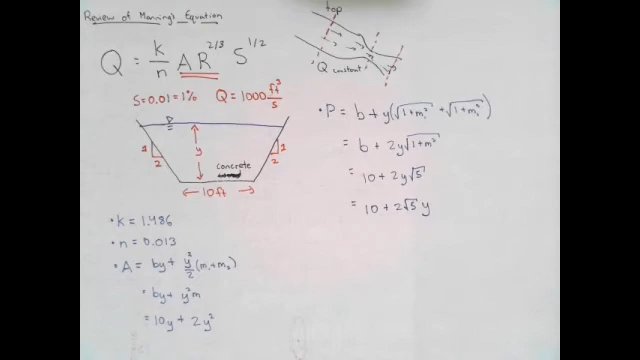 Review of Manning's Equation
Q = k/n AR^2/3 S^1/2
S=0.01=1% Q=1000 ft³/s
1 2 y 1 2
concrete
10ft
• k = 1.486
• n = 0.013
• A = by + y²/2 (m₁+m₂)
by + y²m
= 10y + 2y²
top
Q constant
• P = b + y(√1+m₁² + √1+m₂²)
= b + 2y√1+m²
= 10 + 2y√5
= 10 + 2√5 y